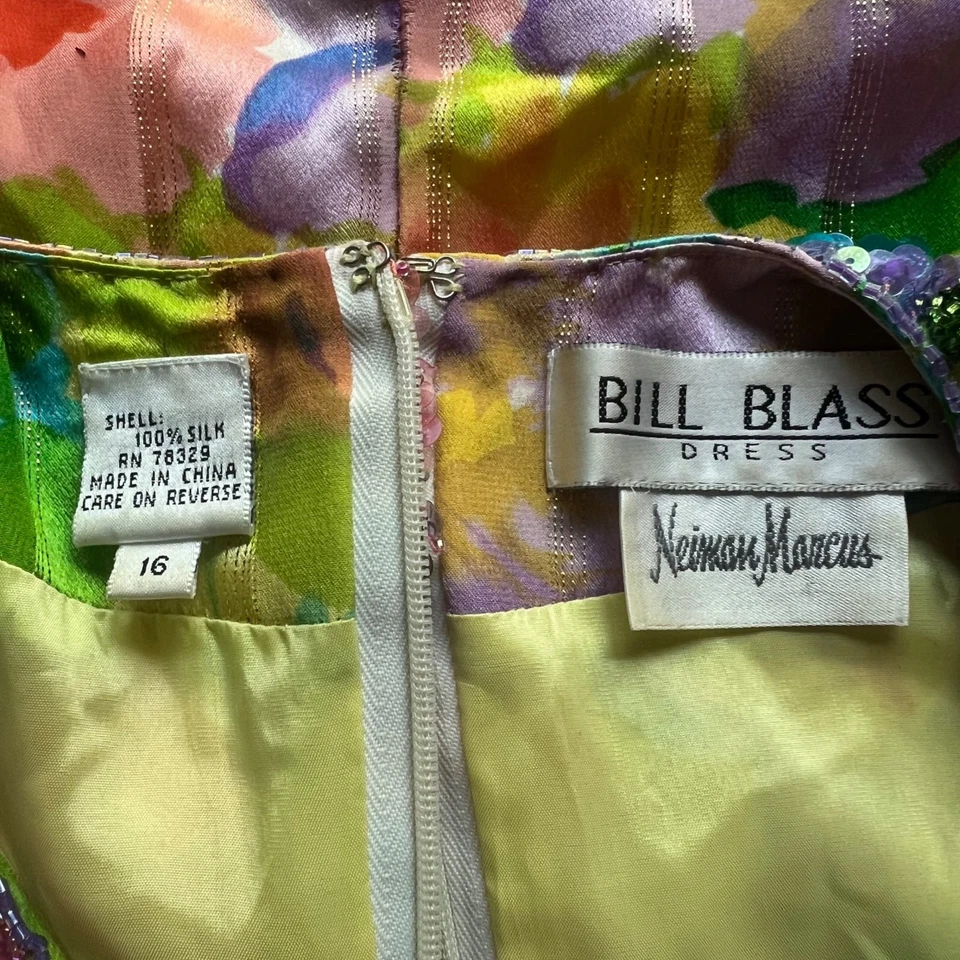 SHELL:
100% SILK
RN 78329
MADE IN CHINA
CARE ON REVERSE
16
BILL BLASS
DRESS
Neiman Marcus